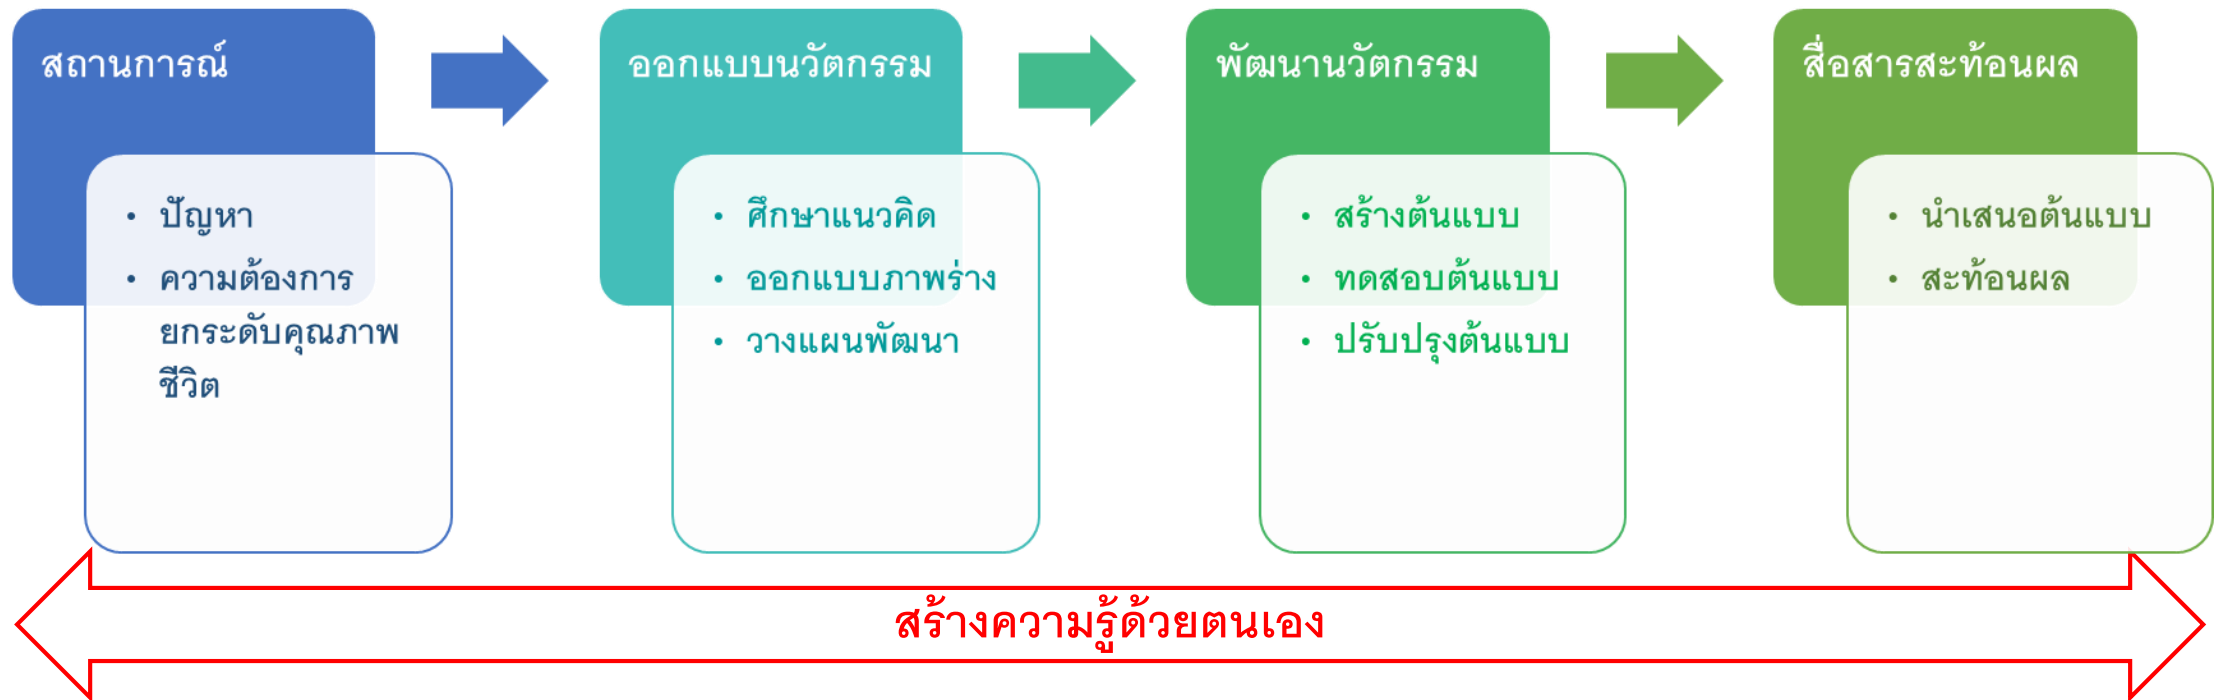 สถานการณ์
• ปัญหา
• ความต้องการ
ยกระดับคุณภาพ
ชีวิต
ออกแบบนวัตกรรม
• ศึกษาแนวคิด
• ออกแบบภาพร่าง
• วางแผนพัฒนา
พัฒนานวัตกรรม
• สร้างต้นแบบ
• ทดสอบต้นแบบ
• ปรับปรุงต้นแบบ
สื่อสารสะท้อนผล
• นำเสนอต้นแบบ
• สะท้อนผล
สร้างความรู้ด้วยตนเอง